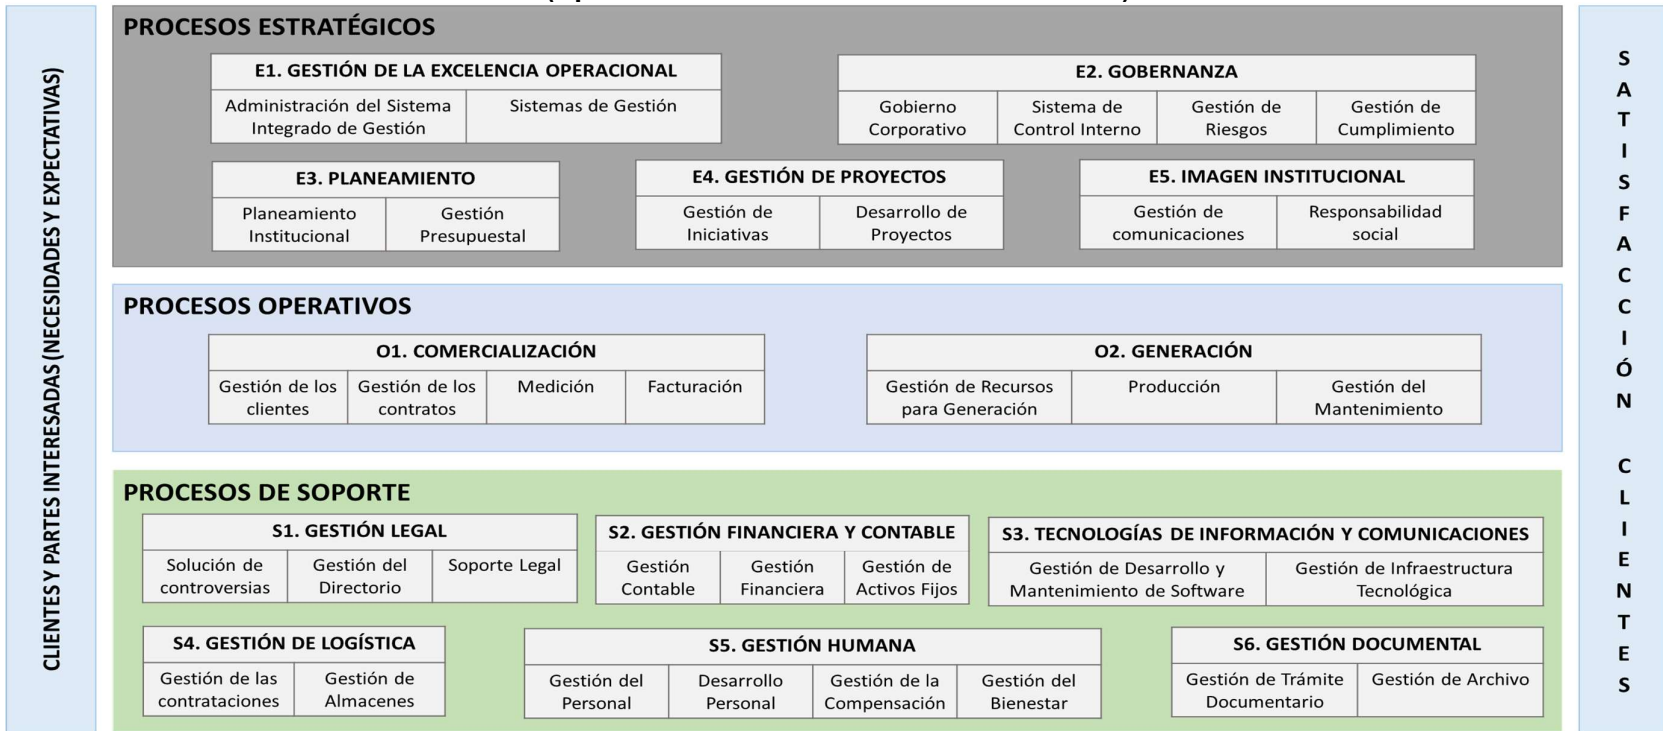 CLIENTES Y PARTES INTERESADAS (NECESIDADES Y EXPECTATIVAS)
PROCESOS ESTRATÉGICOS
E1. GESTIÓN DE LA EXCELENCIA OPERACIONAL
Administración del Sistema
Integrado de Gestión
Sistemas de Gestión
E2. GOBERNANZA
Gobierno
Corporativo
Sistema de
Control Interno
Gestión de
Riesgos
Gestión de
Cumplimiento
E3. PLANEAMIENTO
Planeamiento
Institucional
Gestión
Presupuestal
E4. GESTIÓN DE PROYECTOS
Gestión de
Iniciativas
Desarrollo de
Proyectos
E5. IMAGEN INSTITUCIONAL
Gestión de
comunicaciones
Responsabilidad
social
PROCESOS OPERATIVOS
O1. COMERCIALIZACIÓN
Gestión de los
clientes
Gestión de los
contratos
Medición
Facturación
O2. GENERACIÓN
Gestión de Recursos
para Generación
Producción
Gestión del
Mantenimiento
PROCESOS DE SOPORTE
S1. GESTIÓN LEGAL
Solución de
controversias
Gestión del
Directorio
Soporte Legal
S2. GESTIÓN FINANCIERA Y CONTABLE
Gestión
Contable
Gestión
Financiera
Gestión de
Activos Fijos
S3. TECNOLOGÍAS DE INFORMACIÓN Y COMUNICACIONES
Gestión de Desarrollo y
Mantenimiento de Software
Gestión de Infraestructura
Tecnológica
S4. GESTIÓN DE LOGÍSTICA
Gestión de las
contrataciones
Gestión de
Almacenes
S5. GESTIÓN HUMANA
Gestión del
Personal
Desarrollo
Personal
Gestión de la
Compensación
Gestión del
Bienestar
S6. GESTIÓN DOCUMENTAL
Gestión de Trámite
Documentario
Gestión de Archivo
SATISFACCIÓN CLIENTES